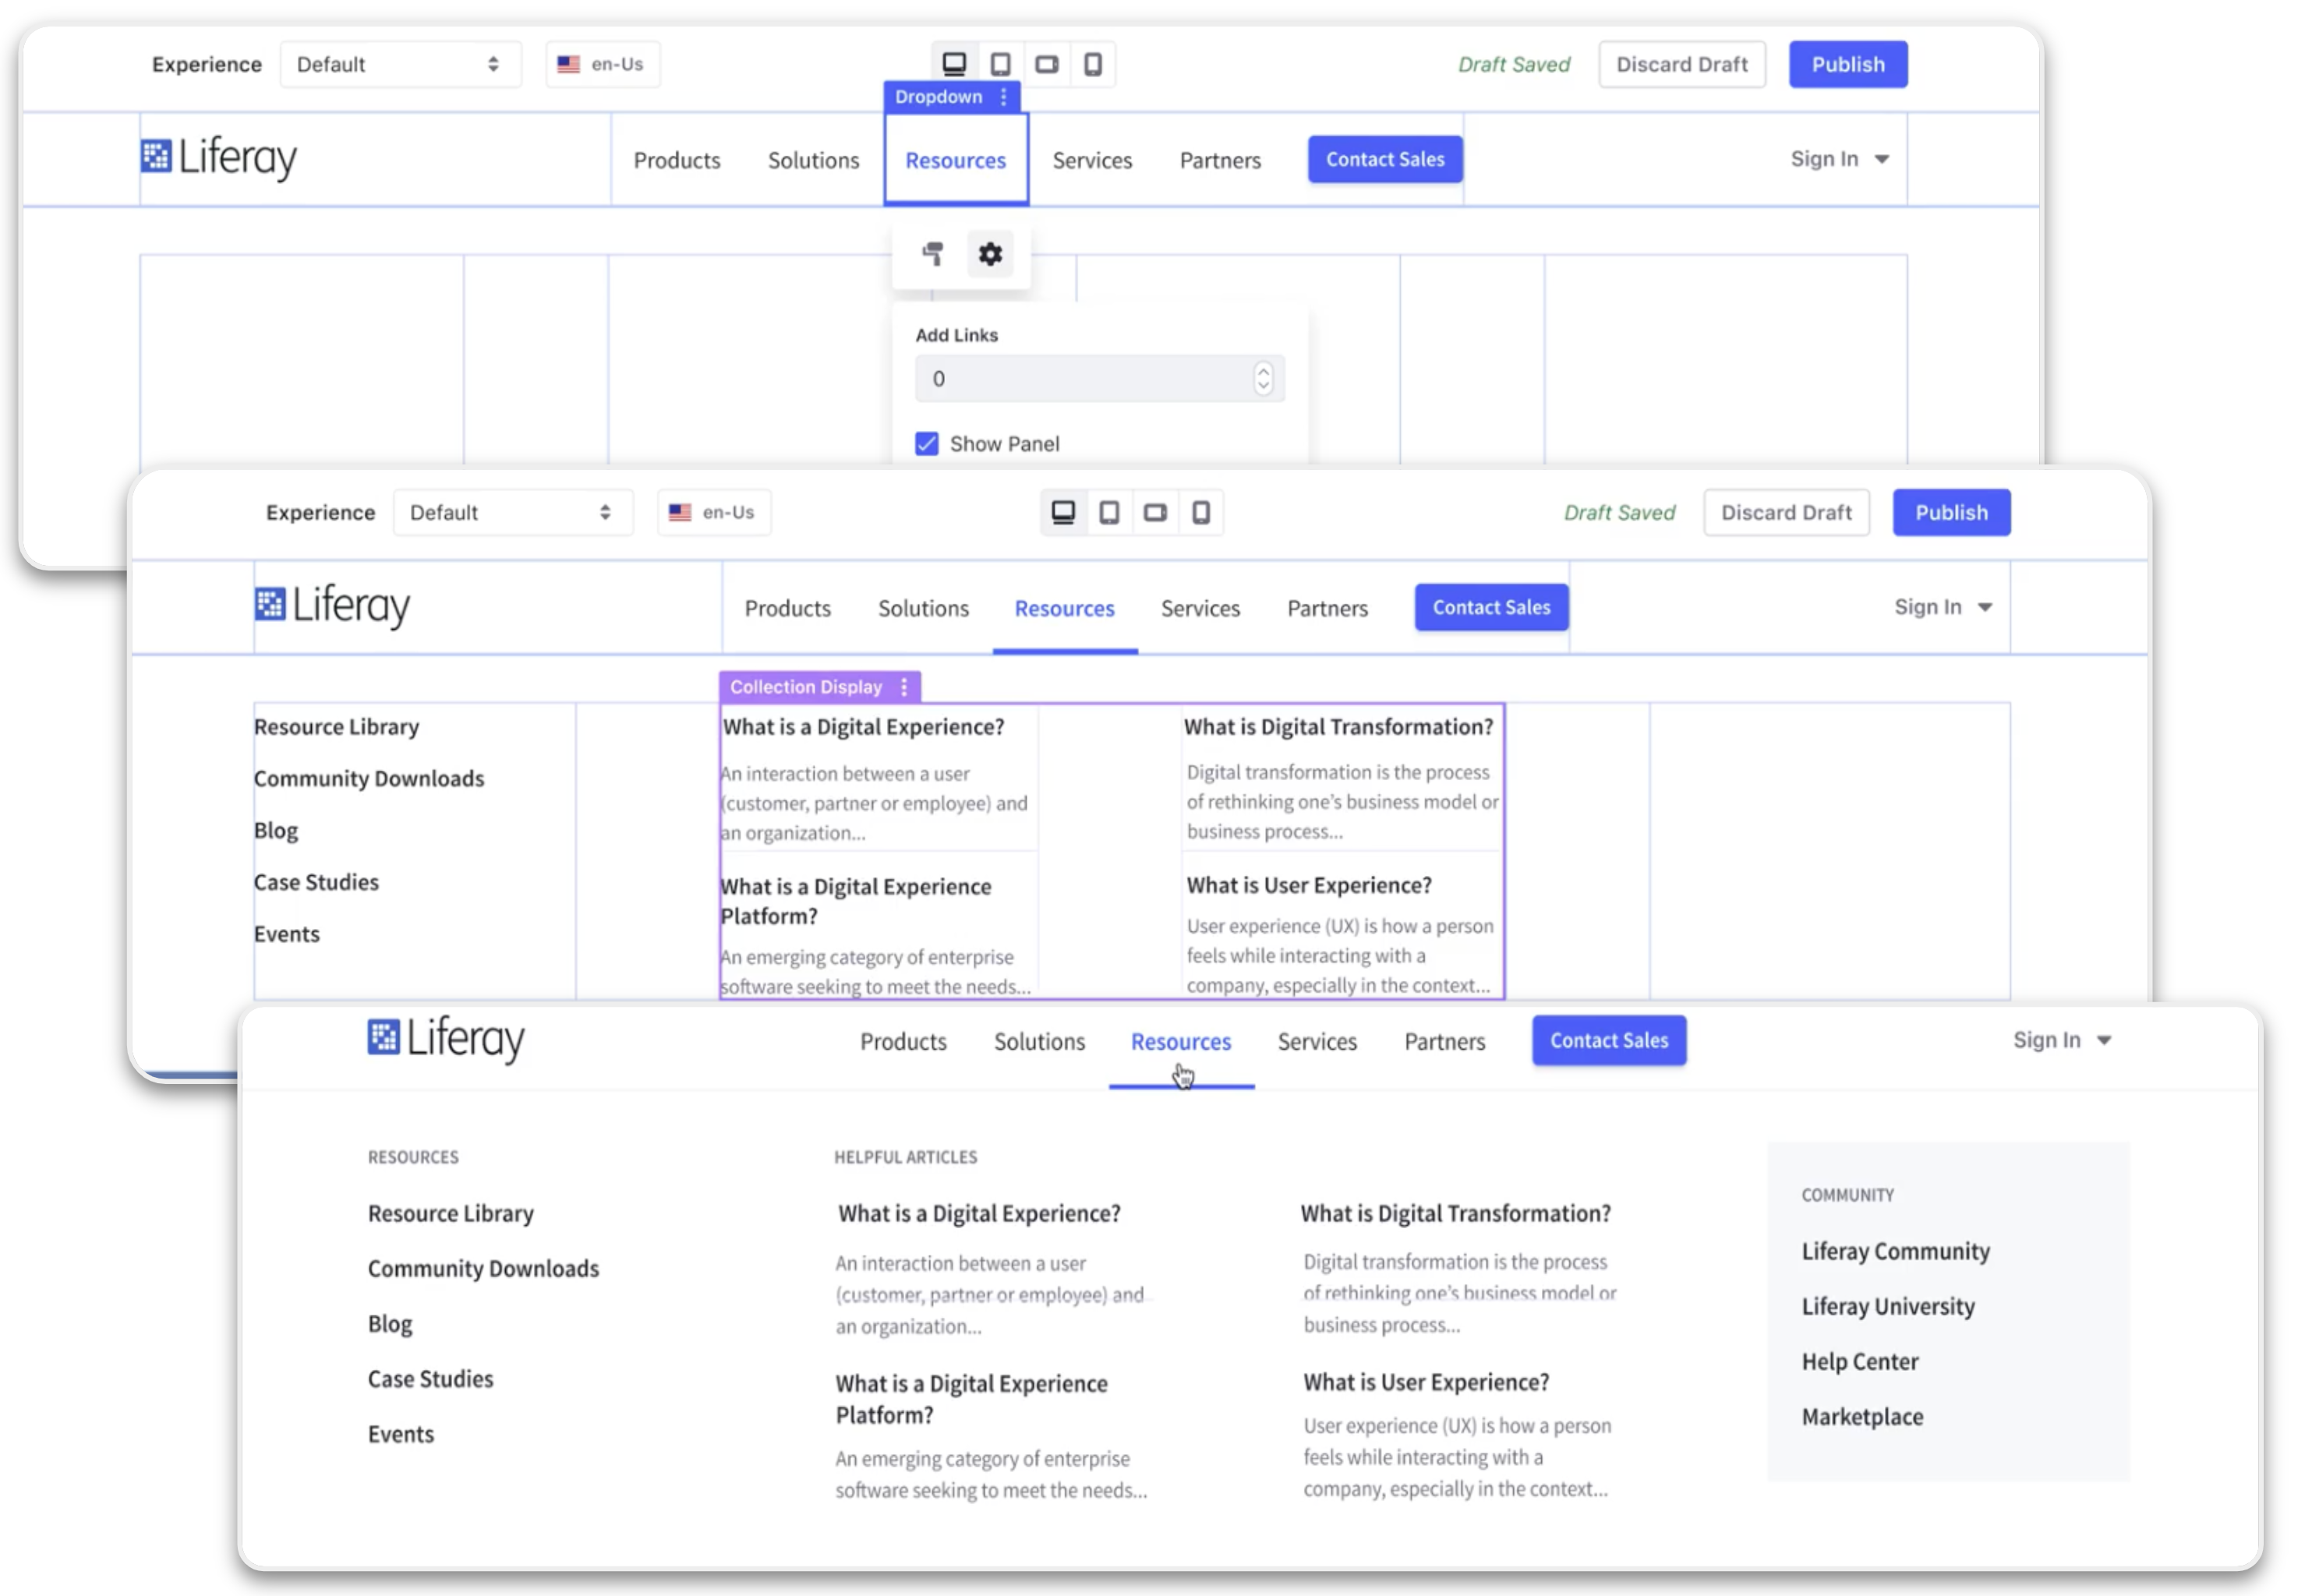 Experience Default en-Us Draft Saved Discard Draft Publish
Dropdown
Liferay Products Solutions Resources Services Partners Contact Sales Sign In
Add Links
0
Show Panel
Experience Default en-Us Draft Saved Discard Draft Publish
Liferay Products Solutions Resources Services Partners Contact Sales Sign In
Resource Library
Community Downloads
Blog
Case Studies
Events
Collection Display
What is a Digital Experience?
An interaction between a user
(customer, partner or employee) and
an organization...
What is a Digital Experience
Platform?
An emerging category of enterprise
software seeking to meet the needs...
What is Digital Transformation?
Digital transformation is the process
of rethinking one’s business model or
business process...
What is User Experience?
User experience (UX) is how a person
feels while interacting with a
company, especially in the context...
Liferay Products Solutions Resources Services Partners Contact Sales Sign In
RESOURCES
Resource Library
Community Downloads
Blog
Case Studies
Events
HELPFUL ARTICLES
What is a Digital Experience?
An interaction between a user
(customer, partner or employee) and
an organization...
What is a Digital Experience
Platform?
An emerging category of enterprise
software seeking to meet the needs...
What is Digital Transformation?
Digital transformation is the process
of rethinking one’s business model or
business process...
What is User Experience?
User experience (UX) is how a person
feels while interacting with a
company, especially in the context...
COMMUNITY
Liferay Community
Liferay University
Help Center
Marketplace